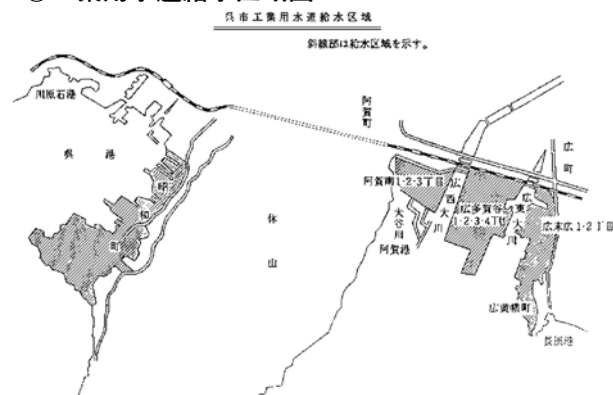 呉市工業用水道給水区域
斜線部は給水区域を示す。
川原石港
呉港
昭和町
休山
阿賀町
広町
阿賀南1・2・3丁目
大谷川
阿賀港
広西大川
広多賀谷
1・2・3・4丁目
広東大川
広末広1・2丁目
広黄幡町
長浜港